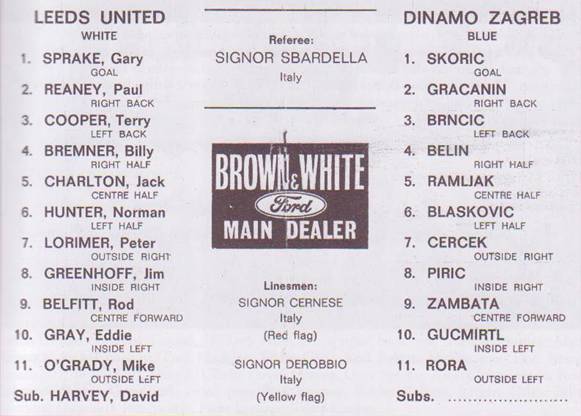 LEEDS UNITED
WHITE
1. SPRAKE, Gary
GOAL
2. REANEY, Paul
RIGHT BACK
3. COOPER, Terry
LEFT BACK
4. BREMNER, Billy
RIGHT HALF
5. CHARLTON, Jack
CENTRE HALF
6. HUNTER, Norman
LEFT HALF
7. LORIMER, Peter
OUTSIDE RIGHT
8. GREENHOFF, Jim
INSIDE RIGHT
9. BELFITT, Rod
CENTRE FORWARD
10. GRAY, Eddie
INSIDE LEFT
11. O'GRADY, Mike
OUTSIDE LEFT
Sub. HARVEY, David
Referee:
SIGNOR SBARDELLA
Italy
BROWN & WHITE
Ford
MAIN DEALER
Linesmen:
SIGNOR CERNESE
Italy
(Red flag)
SIGNOR DEROBBIO
Italy
(Yellow flag)
DINAMO ZAGREB
BLUE
1. SKORIC
GOAL
2. GRACANIN
RIGHT BACK
3. BRNCIC
LEFT BACK
4. BELIN
RIGHT HALF
5. RAMLJAK
CENTRE HALF
6. BLASKOVIC
LEFT HALF
7. CERCEK
OUTSIDE RIGHT
8. PIRIC
INSIDE RIGHT
9. ZAMBATA
CENTRE FORWARD
10. GUCMIRTL
INSIDE LEFT
11. RORA
OUTSIDE LEFT
Subs. ........................